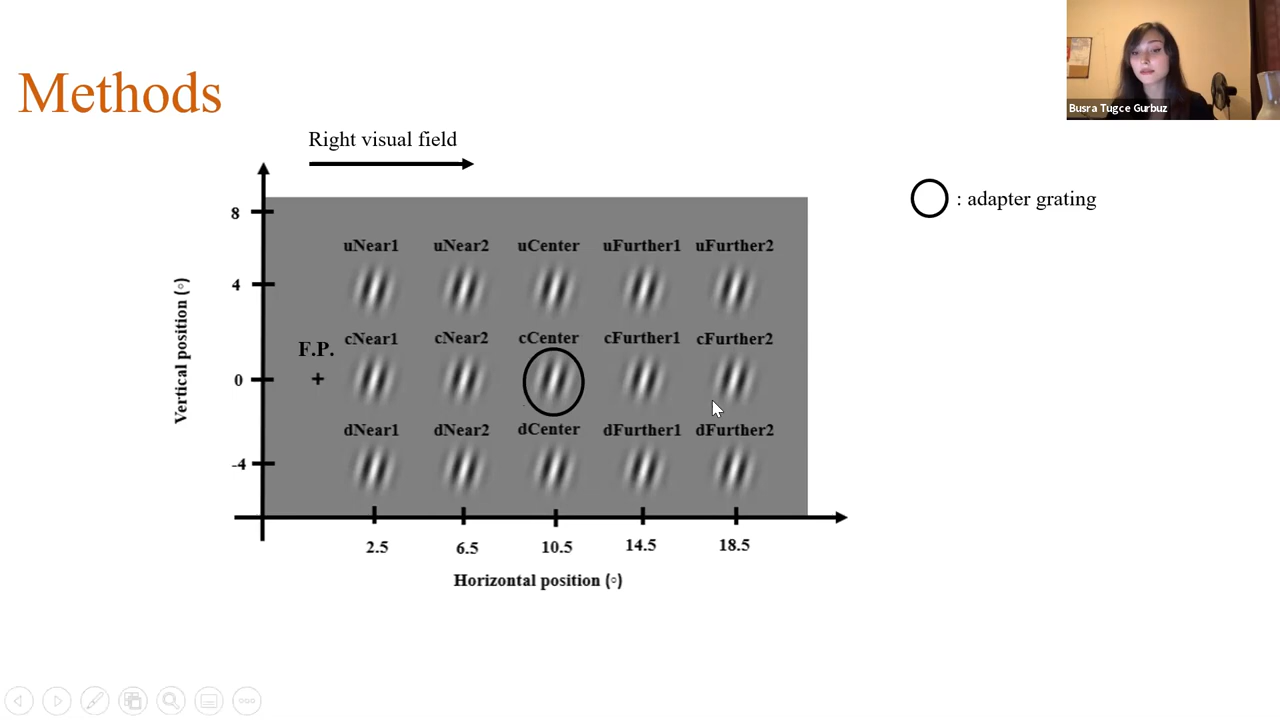 Methods
Busra Tugce Gurbuz
Right visual field
: adapter grating
8
4
0
-4
Vertical position (°)
uNear1 uNear2 uCenter uFurther1 uFurther2
cNear1 cNear2 cCenter cFurther1 cFurther2
F.P.
+
dNear1 dNear2 dCenter dFurther1 dFurther2
2.5 6.5 10.5 14.5 18.5
Horizontal position (°)